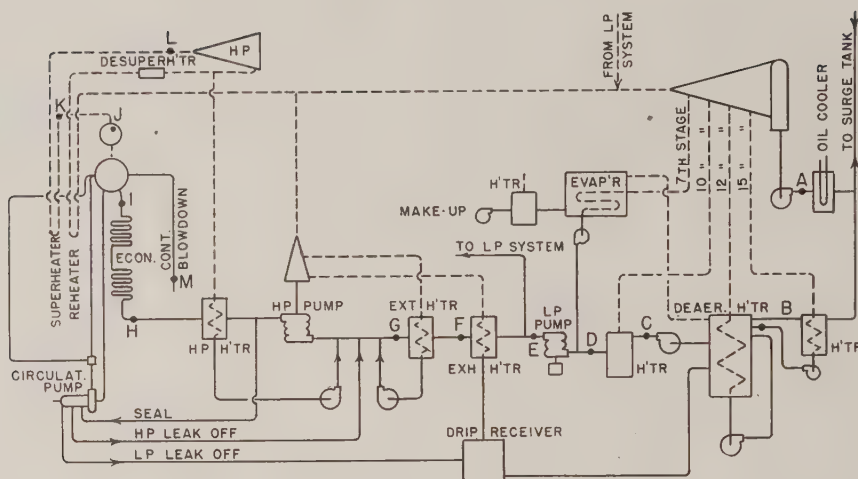 L
HP
DESUPERH'TR
K
J
I
SUPERHEATER
REHEATER
ECON.
CONT.
BLOWDOWN
M
H
HP H'TR
HP PUMP
CIRCULAT.
PUMP
SEAL
HP LEAK OFF
LP LEAK OFF
G
EXT H'TR
F
EXH H'TR
DRIP RECEIVER
TO LP SYSTEM
MAKE-UP
H'TR
EVAP'R
LP
PUMP
E
D
H'TR
C
FROM LP
SYSTEM
7TH STAGE
10 "
12 "
15 "
DEAER. H'TR
B
H'TR
A
OIL COOLER
TO SURGE TANK